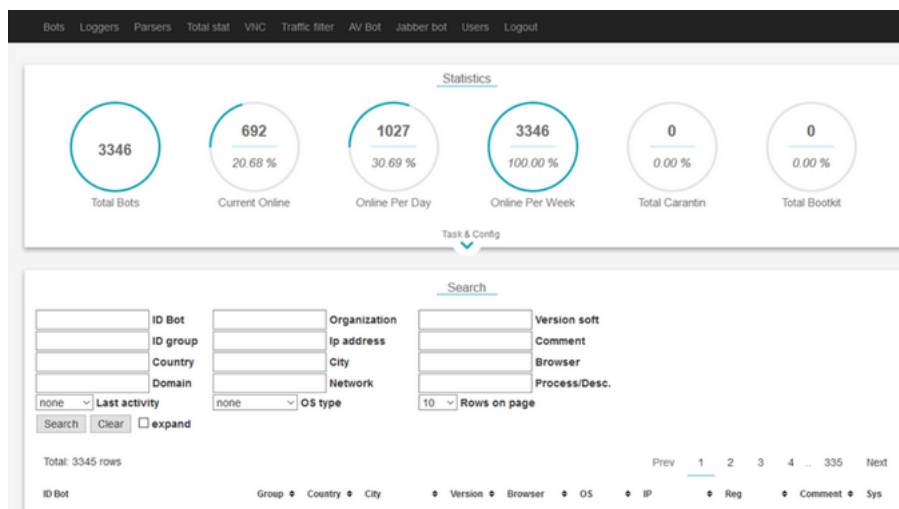 Bots Loggers Parsers Total stat VNC Traffic filter AV Bot Jabber bot Users Logout
Statistics
3346 692 1027 3346 0 0
20.68 % 30.69 % 100.00 % 0.00 % 0.00 %
Total Bots Current Online Online Per Day Online Per Week Total Carantin Total Bootkit
Task & Config
Search
ID Bot Organization Version soft
ID group Ip address Comment
Country City Browser
Domain Network Process/Desc.
none Last activity none OS type 10 Rows on page
Search Clear expand
Total: 3345 rows Prev 1 2 3 4 .. 335 Next
ID Bot Group Country City Version Browser OS IP Reg Comment Sys